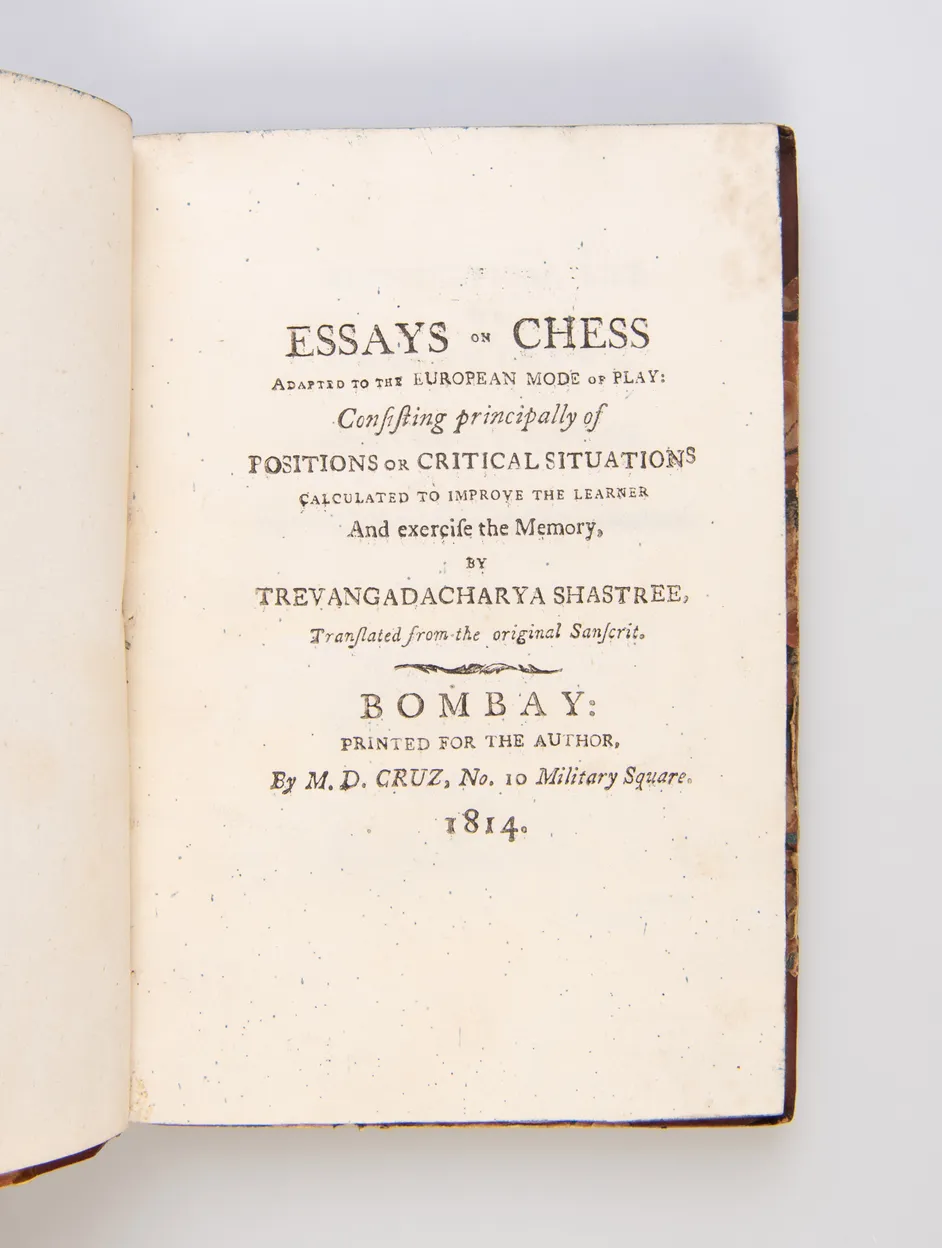 ESSAYS ON CHESS
ADAPTED TO THE EUROPEAN MODE OF PLAY:
Conſiſting principally of
POSITIONS OR CRITICAL SITUATIONS
CALCULATED TO IMPROVE THE LEARNER
And exerciſe the Memory,
BY
TREVANGADACHARYA SHASTREE,
Tranſlated from the original Sanſcrit.
BOMBAY:
PRINTED FOR THE AUTHOR,
By M. D. CRUZ, No. 10 Military Square.
1814.